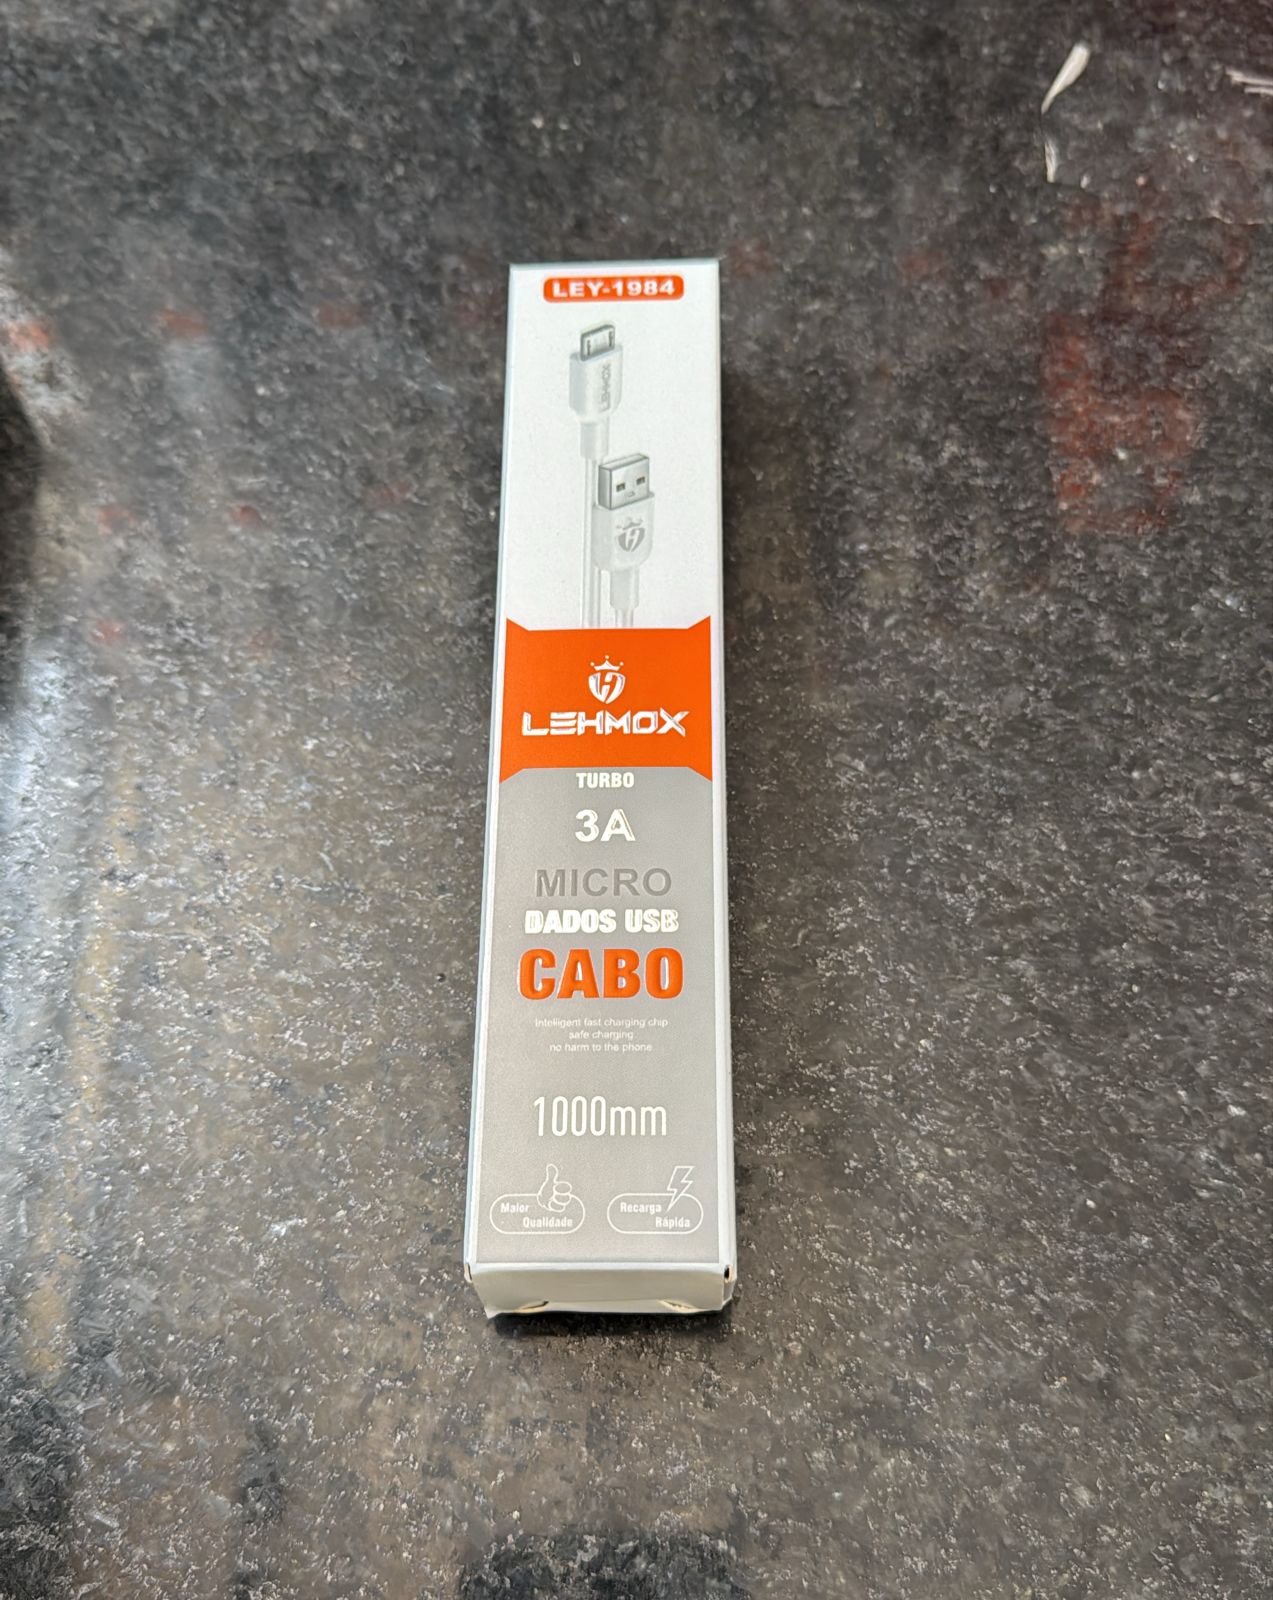 LEY-1984
LEHMOX
LEHMOX
TURBO
3A
MICRO
DADOS USB
CABO
Intelligent fast charging chip
safe charging
no harm to the phone
1000mm
Maior
Qualidade
Recarga
Rápida